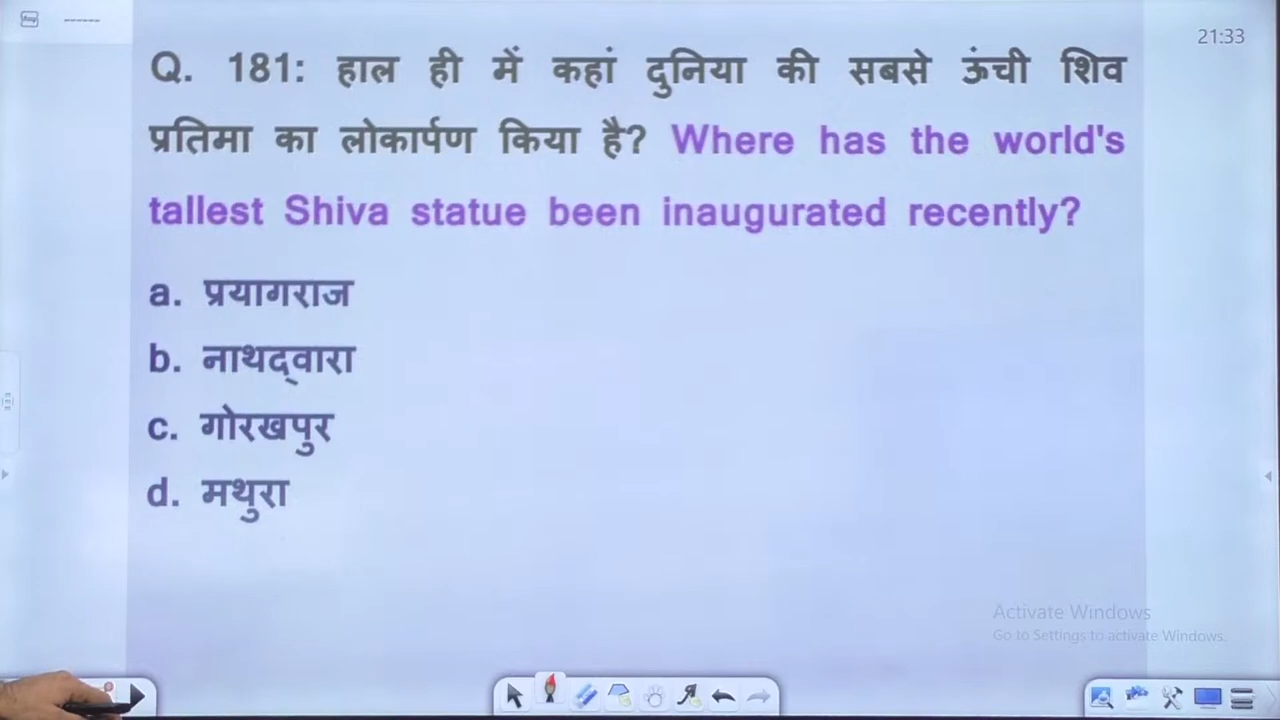 21:33
Q. 181: हाल ही में कहां दुनिया की सबसे ऊंची शिव
प्रतिमा का लोकार्पण किया है? Where has the world's
tallest Shiva statue been inaugurated recently?
a. प्रयागराज
b. नाथद्वारा
c. गोरखपुर
d. मथुरा
Activate Windows
Go to Settings to activate Windows.